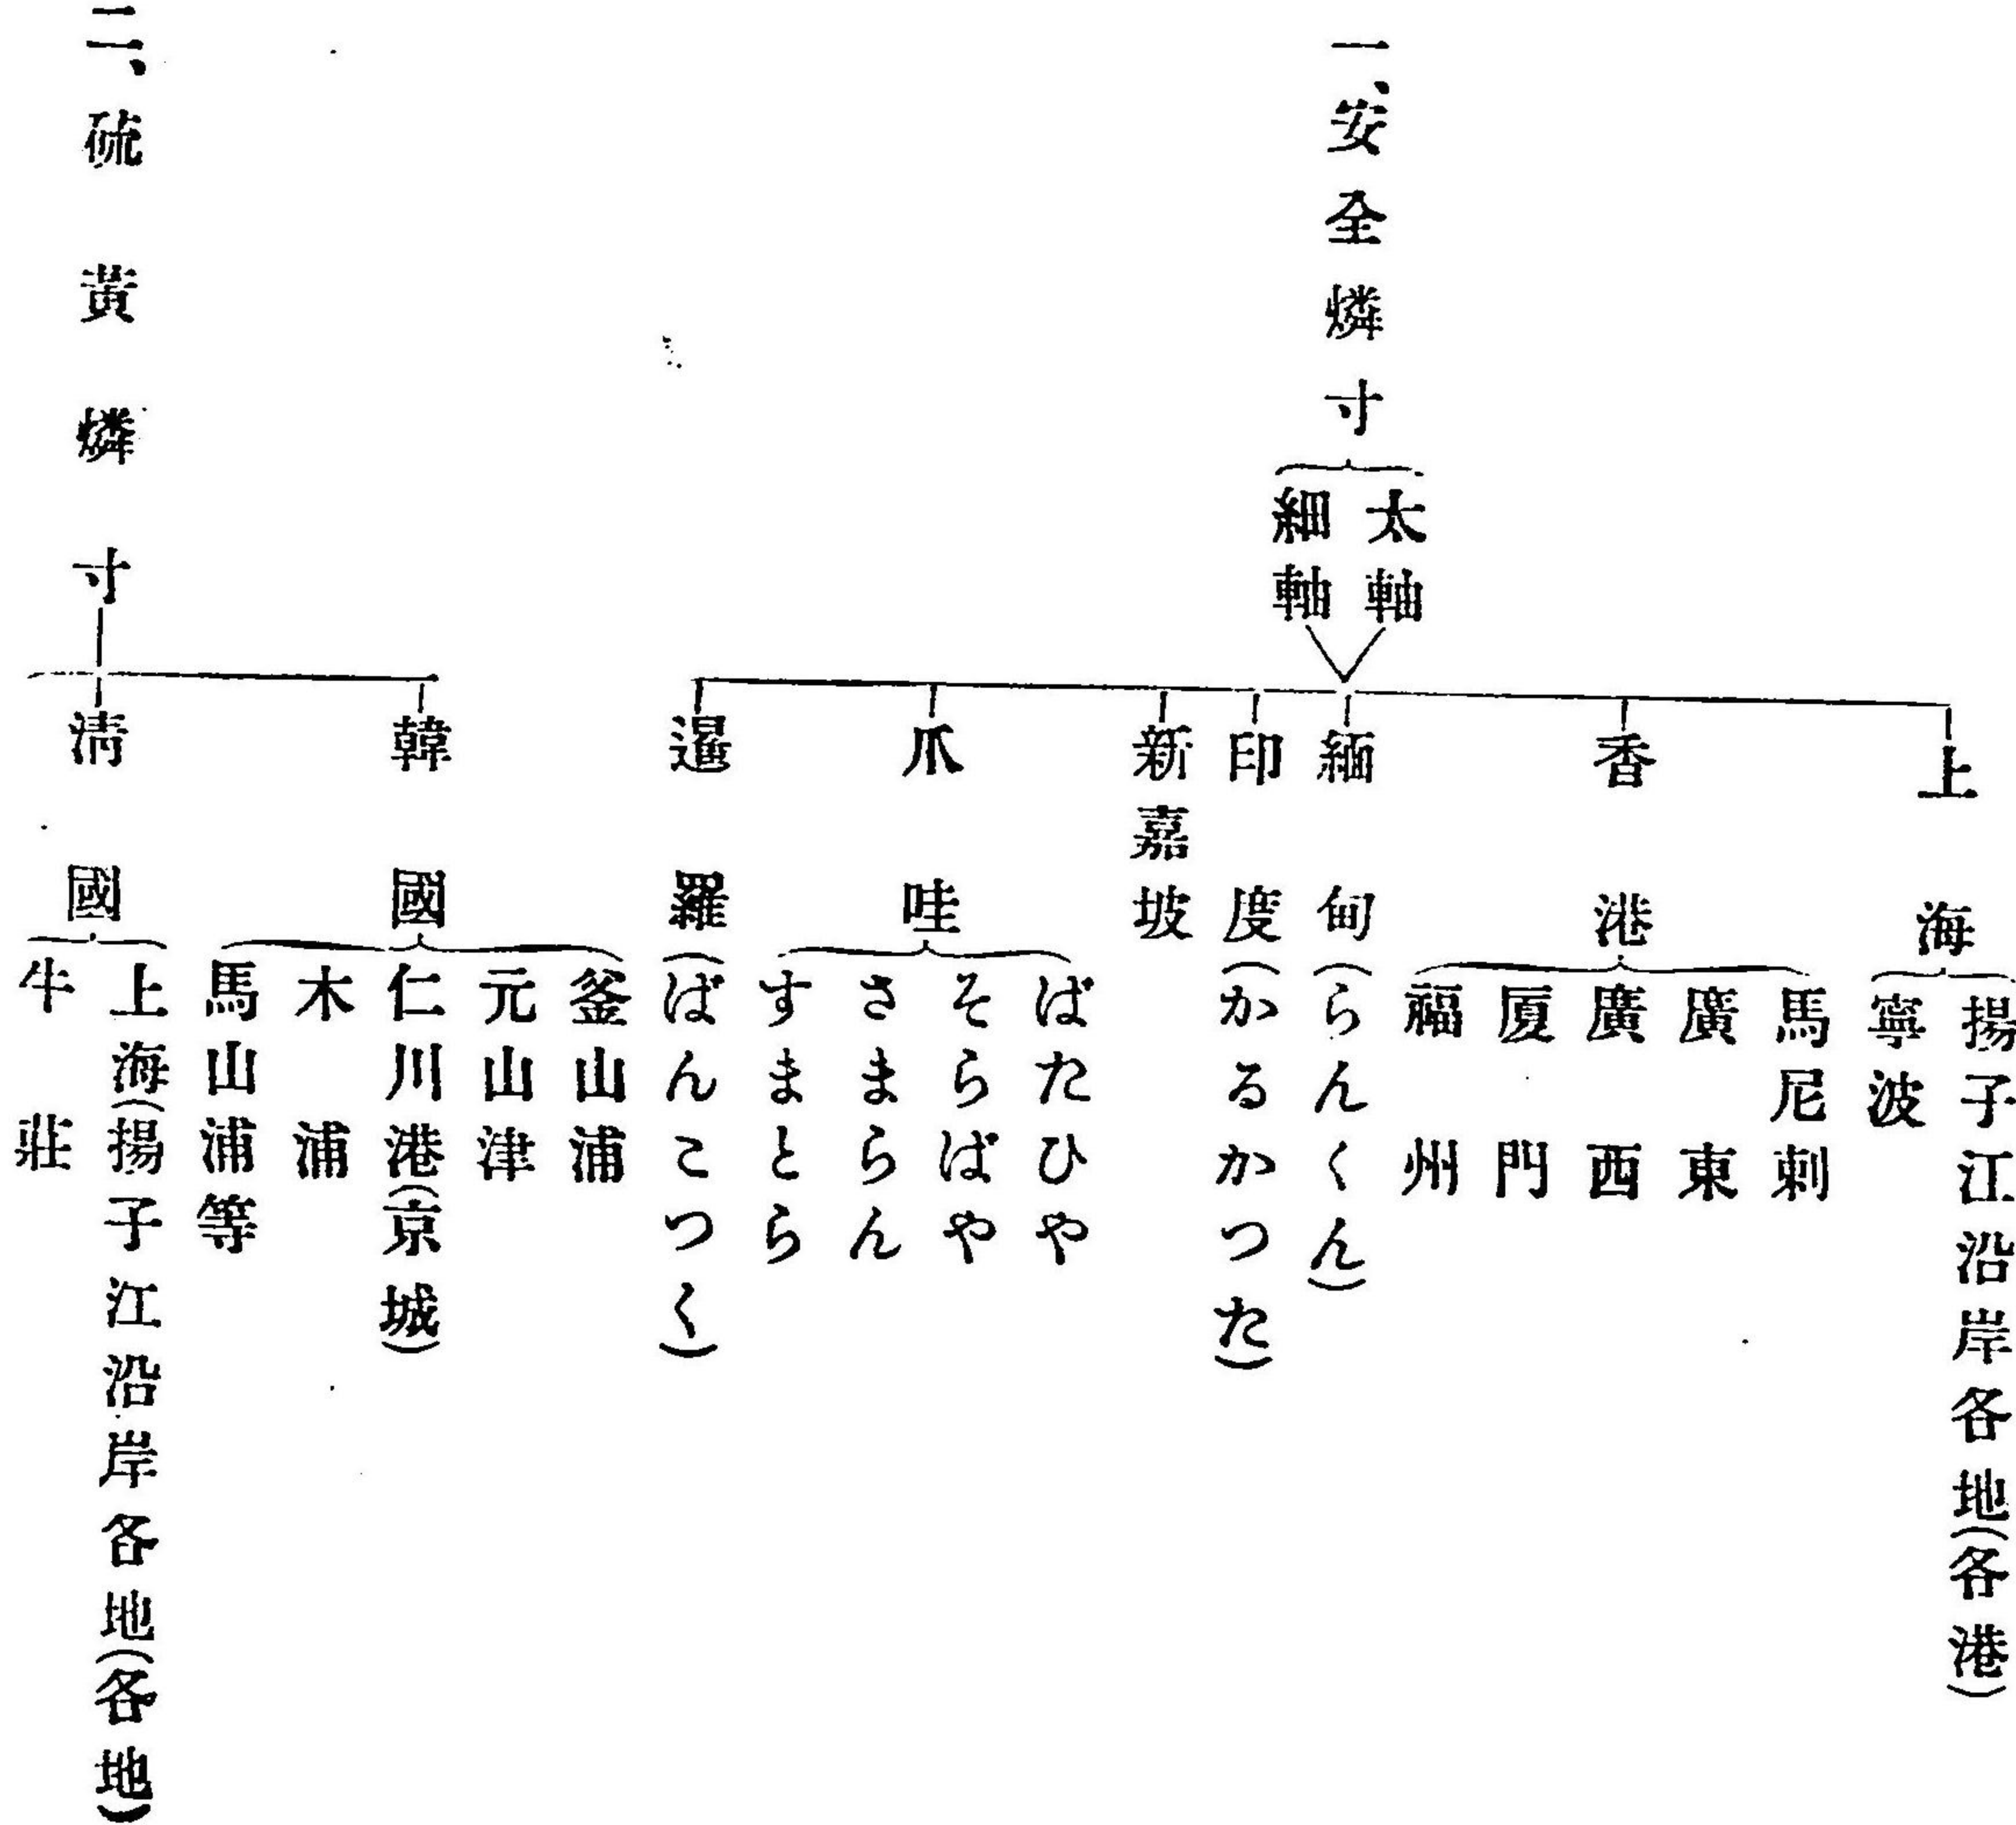 一、安全燐寸
太軸
細軸
上海
揚子江沿岸各地(各港)
寧波
香港
馬尼剌
廣東
廣西
厦門
福州
緬甸(らんくん)
印度(かるかつた)
新嘉坡
爪哇
ばたひや
そらばや
さまらん
すまとら
暹羅(ばんこつく)
二、硫黄燐寸
韓國
釜山浦
元山津
仁川港(京城)
木浦
馬山浦等
清國
上海(揚子江沿岸各地(各地)
牛莊